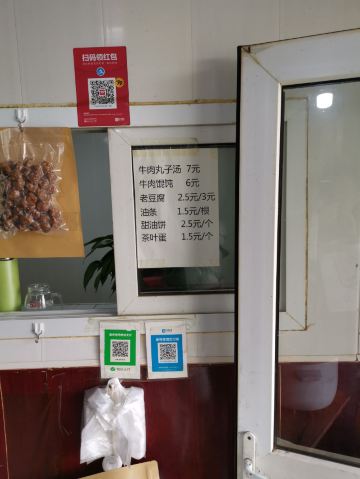 扫码领红包
牛肉丸子汤 7元
牛肉馄饨 6元
老豆腐 2.5元/3元
油条 1.5元/根
甜油饼 2.5元/个
茶叶蛋 1.5元/个